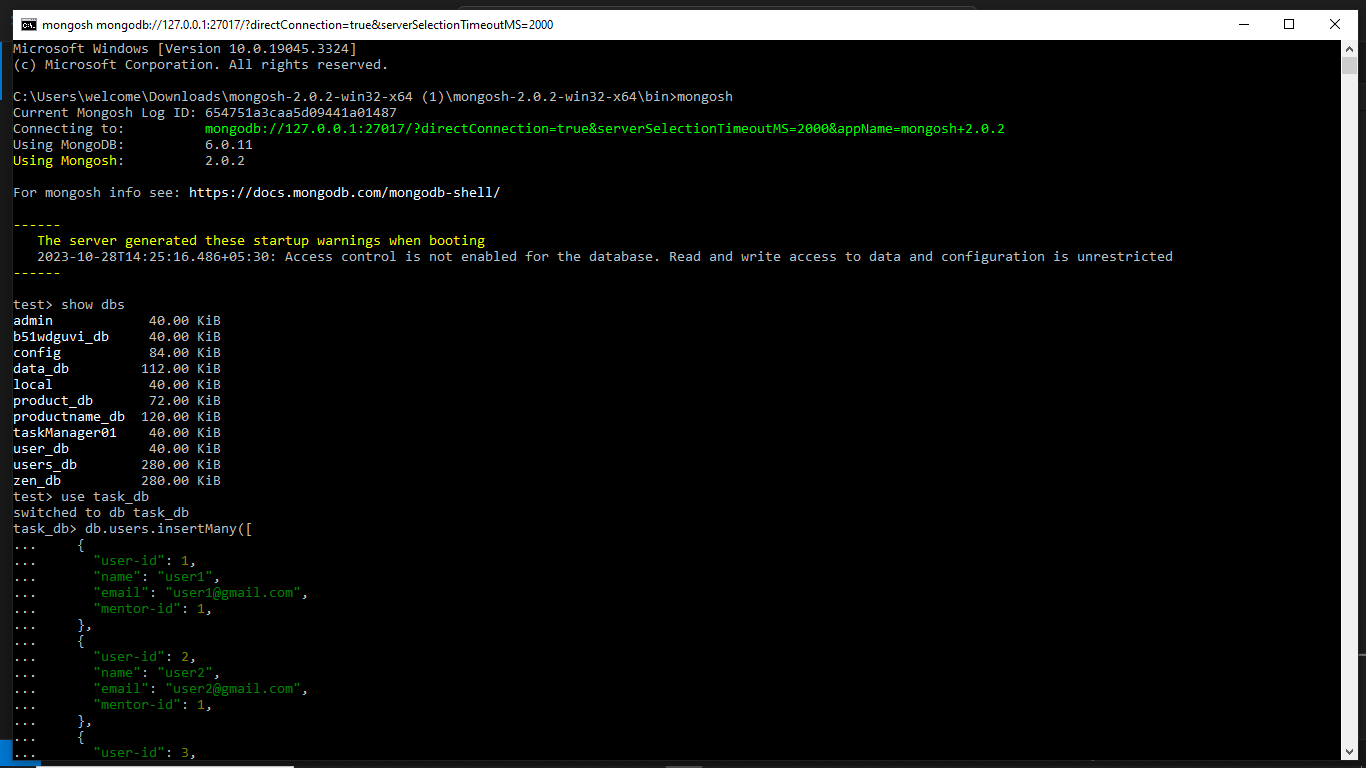 mongosh mongodb://127.0.0.1:27017/?directConnection=true&serverSelectionTimeoutMS=2000
Microsoft Windows [Version 10.0.19045.3324]
(c) Microsoft Corporation. All rights reserved.
C:\Users\welcome\Downloads\mongosh-2.0.2-win32-x64 (1)\mongosh-2.0.2-win32-x64\bin>mongosh
Current Mongosh Log ID: 654751a3caa5d09441a01487
Connecting to:          mongodb://127.0.0.1:27017/?directConnection=true&serverSelectionTimeoutMS=2000&appName=mongosh+2.0.2
Using MongoDB:          6.0.11
Using Mongosh:          2.0.2
For mongosh info see: https://docs.mongodb.com/mongodb-shell/
------
   The server generated these startup warnings when booting
   2023-10-28T14:25:16.486+05:30: Access control is not enabled for the database. Read and write access to data and configuration is unrestricted
------
test> show dbs
admin            40.00 KiB
b51wdguvi_db     40.00 KiB
config           84.00 KiB
data_db         112.00 KiB
local            40.00 KiB
product_db       72.00 KiB
productname_db  120.00 KiB
taskManager01    40.00 KiB
user_db          40.00 KiB
users_db        280.00 KiB
zen_db          280.00 KiB
test> use task_db
switched to db task_db
task_db> db.users.insertMany([
...     {
...       "user-id": 1,
...       "name": "user1",
...       "email": "user1@gmail.com",
...       "mentor-id": 1,
...     },
...     {
...       "user-id": 2,
...       "name": "user2",
...       "email": "user2@gmail.com",
...       "mentor-id": 1,
...     },
...     {
...       "user-id": 3,